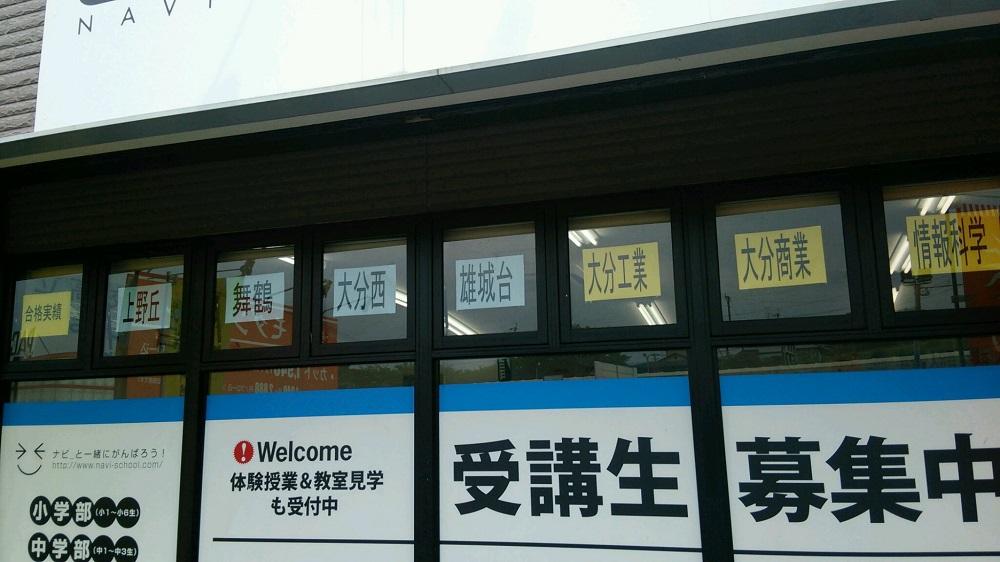 NAVI
合格実績
上野丘
舞鶴
大分西
雄城台
大分工業
大分商業
情報科学
ナビ_と一緒にがんばろう!
http://www.navi-school.com/
小学部(小1~小6生)
中学部(中1~中3生)
Welcome
体験授業&教室見学
も受付中
受講生
募集中